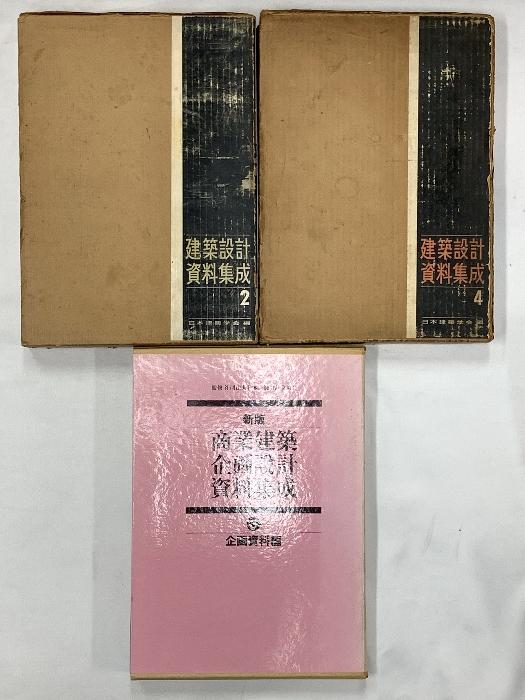 建築設計
資料集成
2
日本建築学会編
建築設計
資料集成
4
日本建築学会編
新版
商業建築
企画設計
資料集成
企画資料編